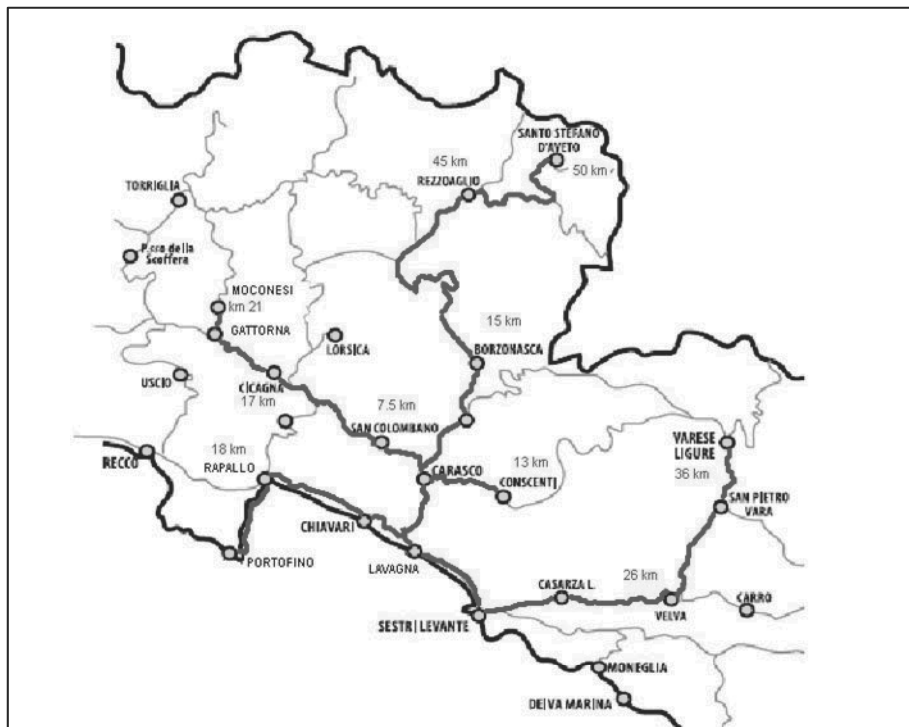 SANTO STEFANO
D'AVETO
45 km
50 km
REZZOAGLIO
TORRIGLIA
P.sso della
Scoffera
MOCONESI
km 21
GATTORNA
15 km
LORSICA
BORZONASCA
USCIO
CICAGNA
17 km
7.5 km
SAN COLOMBANO
VARESE
LIGURE
18 km
RAPALLO
RECCO
CARASCO
13 km
CONSCENTI
36 km
SAN PIETRO
VARA
CHIAVARI
PORTOFINO
LAVAGNA
CASARZA L.
26 km
VELVA
CARRO
SESTRI LEVANTE
MONEGLIA
DEIVA MARINA